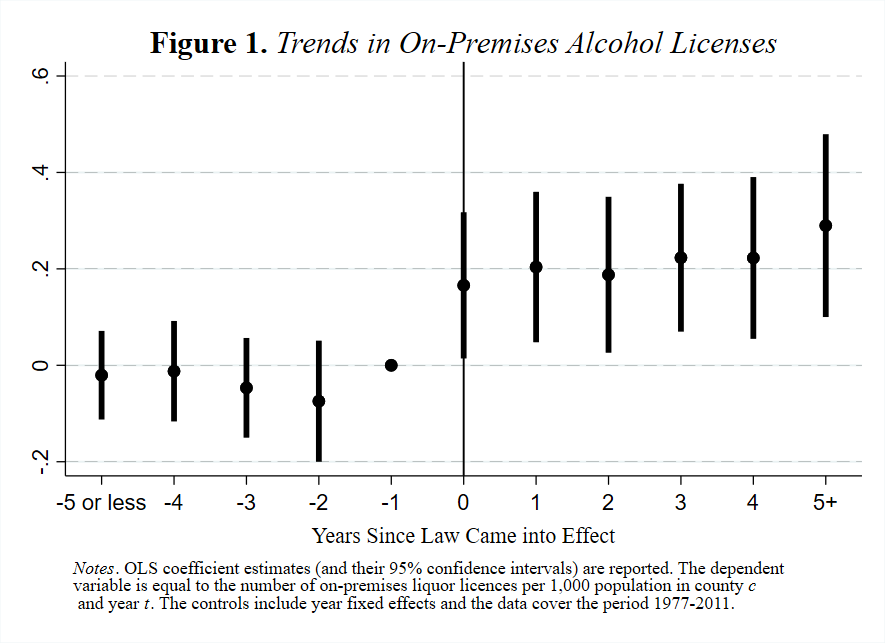 Figure 1. Trends in On-Premises Alcohol Licenses
.6
.4
.2
0
-.2
-5 or less -4 -3 -2 -1 0 1 2 3 4 5+
Years Since Law Came into Effect
Notes. OLS coefficient estimates (and their 95% confidence intervals) are reported. The dependent
variable is equal to the number of on-premises liquor licences per 1,000 population in county c
and year t. The controls include year fixed effects and the data cover the period 1977-2011.